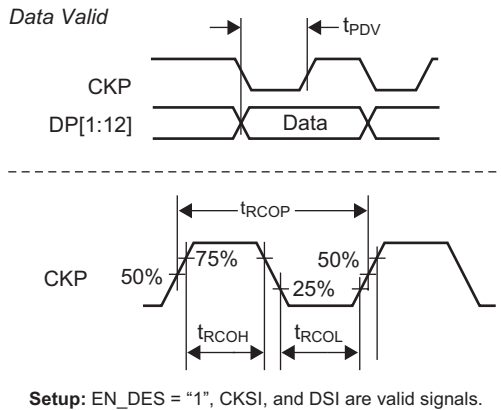 Data Valid
tPDV
CKP
DP[1:12]
Data
tRCOP
75%
50%
50%
CKP
25%
tRCOH
tRCOL
Setup: EN_DES = “1”, CKSI, and DSI are valid signals.